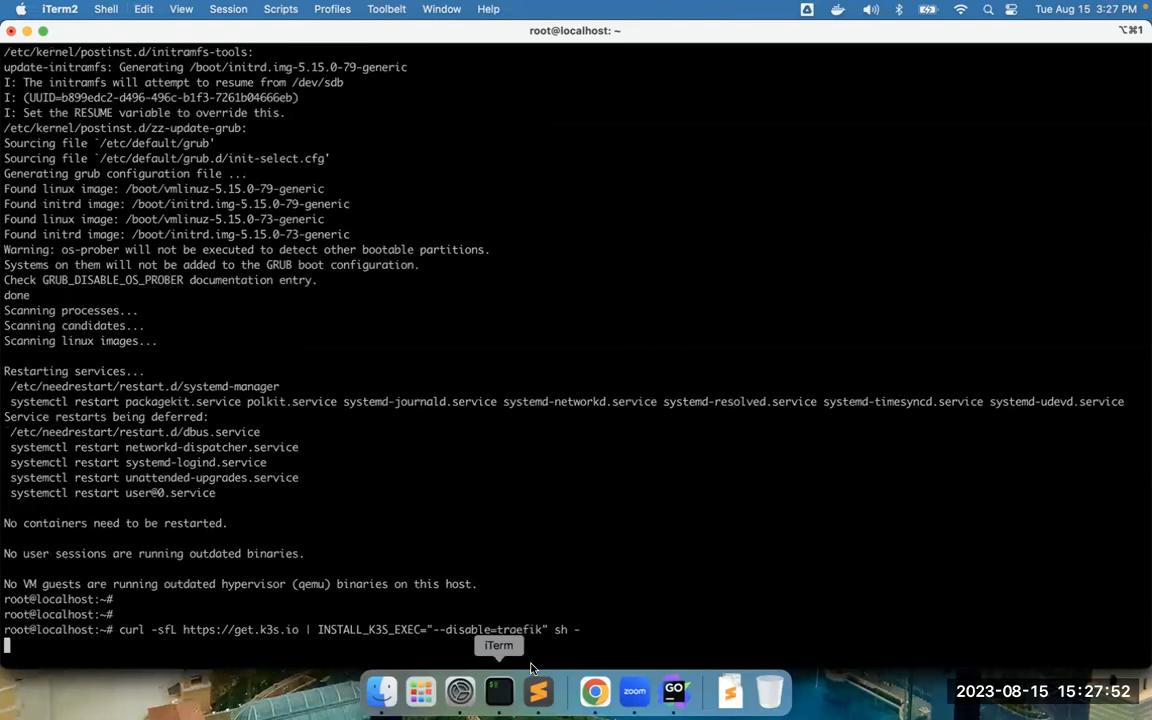 iTerm2 Shell Edit View Session Scripts Profiles Toolbelt Window Help Tue Aug 15 3:27 PM
root@localhost: ~ ⌥⌘1
/etc/kernel/postinst.d/initramfs-tools:
update-initramfs: Generating /boot/initrd.img-5.15.0-79-generic
I: The initramfs will attempt to resume from /dev/sdb
I: (UUID=b899edc2-d496-496c-b1f3-7261b04666eb)
I: Set the RESUME variable to override this.
/etc/kernel/postinst.d/zz-update-grub:
Sourcing file `/etc/default/grub'
Sourcing file `/etc/default/grub.d/init-select.cfg'
Generating grub configuration file ...
Found linux image: /boot/vmlinuz-5.15.0-79-generic
Found initrd image: /boot/initrd.img-5.15.0-79-generic
Found linux image: /boot/vmlinuz-5.15.0-73-generic
Found initrd image: /boot/initrd.img-5.15.0-73-generic
Warning: os-prober will not be executed to detect other bootable partitions.
Systems on them will not be added to the GRUB boot configuration.
Check GRUB_DISABLE_OS_PROBER documentation entry.
done
Scanning processes...
Scanning candidates...
Scanning linux images...
Restarting services...
/etc/needrestart/restart.d/systemd-manager
systemctl restart packagekit.service polkit.service systemd-journald.service systemd-networkd.service systemd-resolved.service systemd-timesyncd.service systemd-udevd.service
Service restarts being deferred:
/etc/needrestart/restart.d/dbus.service
systemctl restart networkd-dispatcher.service
systemctl restart systemd-logind.service
systemctl restart unattended-upgrades.service
systemctl restart user@0.service
No containers need to be restarted.
No user sessions are running outdated binaries.
No VM guests are running outdated hypervisor (qemu) binaries on this host.
root@localhost:~#
root@localhost:~#
root@localhost:~# curl -sfL https://get.k3s.io | INSTALL_K3S_EXEC="--disable=traefik" sh -
iTerm
zoom
GO
2023-08-15 15:27:52